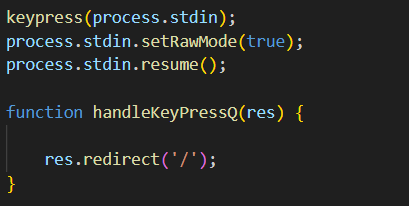 keypress(process.stdin);
process.stdin.setRawMode(true);
process.stdin.resume();
function handleKeyPressQ(res) {
res.redirect('/');
}